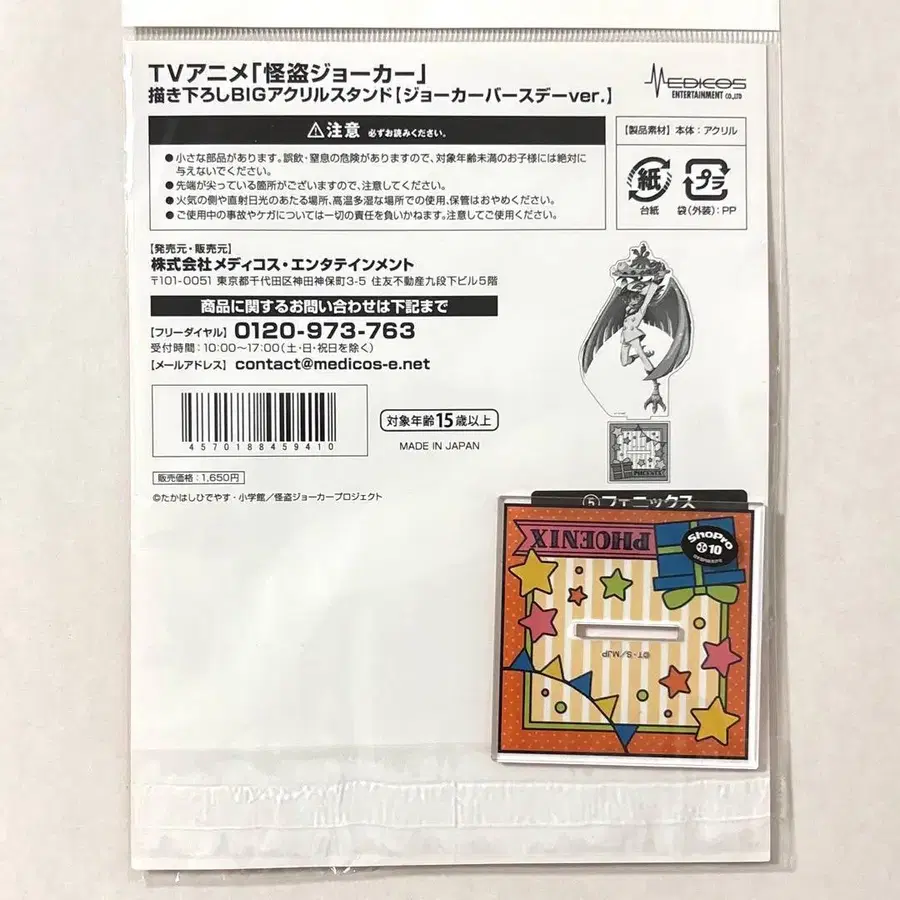 TVアニメ「怪盗ジョーカー」
描き下ろしBIGアクリルスタンド【ジョーカーバースデーver.】
MEDICOS
ENTERTAINMENT CO.,LTD
⚠注意 必ずお読みください。
●小さな部品があります。誤飲・窒息の危険がありますので、対象年齢未満のお子様には絶対に
与えないでください。
●先端が尖っている箇所がございますので、注意してください。
●火気の側や直射日光のあたる場所、高温多湿な場所での使用、保管はおやめください。
●ご使用中の事故やケガについては一切の責任を負いかねます。注意してご使用ください。
【製品素材】本体:アクリル
紙
台紙
プラ
袋(外装):PP
【発売元・販売元】
株式会社メディコス・エンタテインメント
〒101-0051 東京都千代田区神田神保町3-5 住友不動産九段下ビル5階
商品に関するお問い合わせは下記まで
【フリーダイヤル】0120-973-763
受付時間:10:00～17:00(土・日・祝日を除く)
【メールアドレス】contact@medicos-e.net
4570188459410
対象年齢15歳以上
MADE IN JAPAN
販売価格:1,650円
©たかはしひでやす・小学館/怪盗ジョーカープロジェクト
PHOENIX
⑤フェニックス
PHOENIX
ShoPro
10
©T・S/MJP